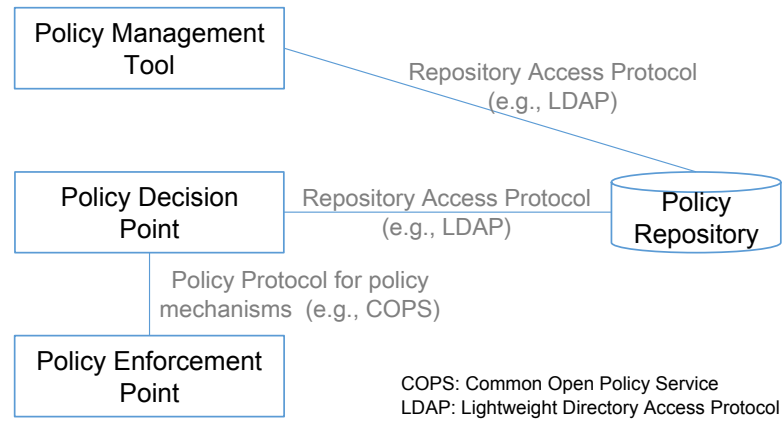 Policy Management
Tool
Repository Access Protocol
(e.g., LDAP)
Policy Decision
Point
Repository Access Protocol
(e.g., LDAP)
Policy
Repository
Policy Protocol for policy
mechanisms (e.g., COPS)
Policy Enforcement
Point
COPS: Common Open Policy Service
LDAP: Lightweight Directory Access Protocol